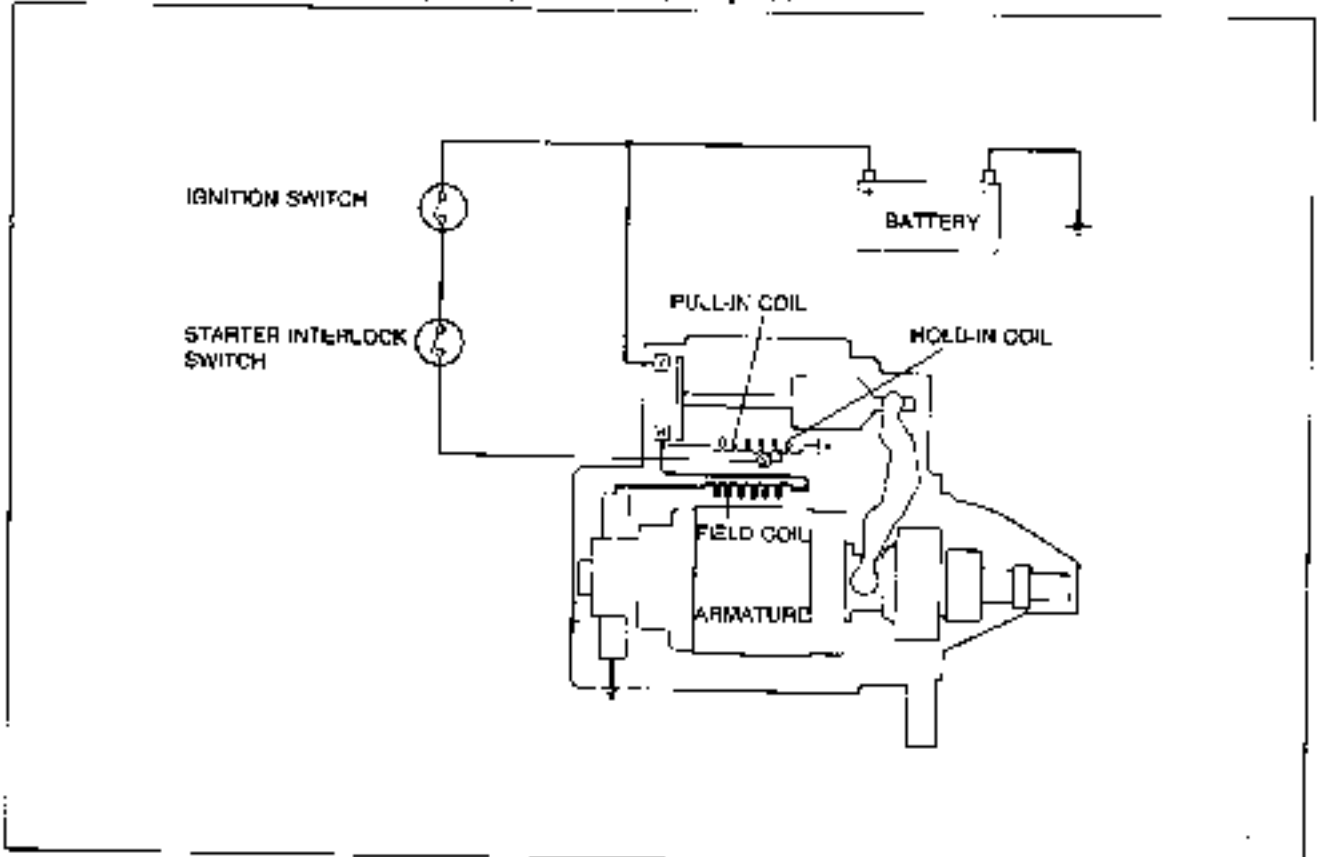 IGNITION SWITCH
BATTERY
PULL-IN COIL
STARTER INTERLOCK
SWITCH
HOLD-IN COIL
FIELD COIL
ARMATURE